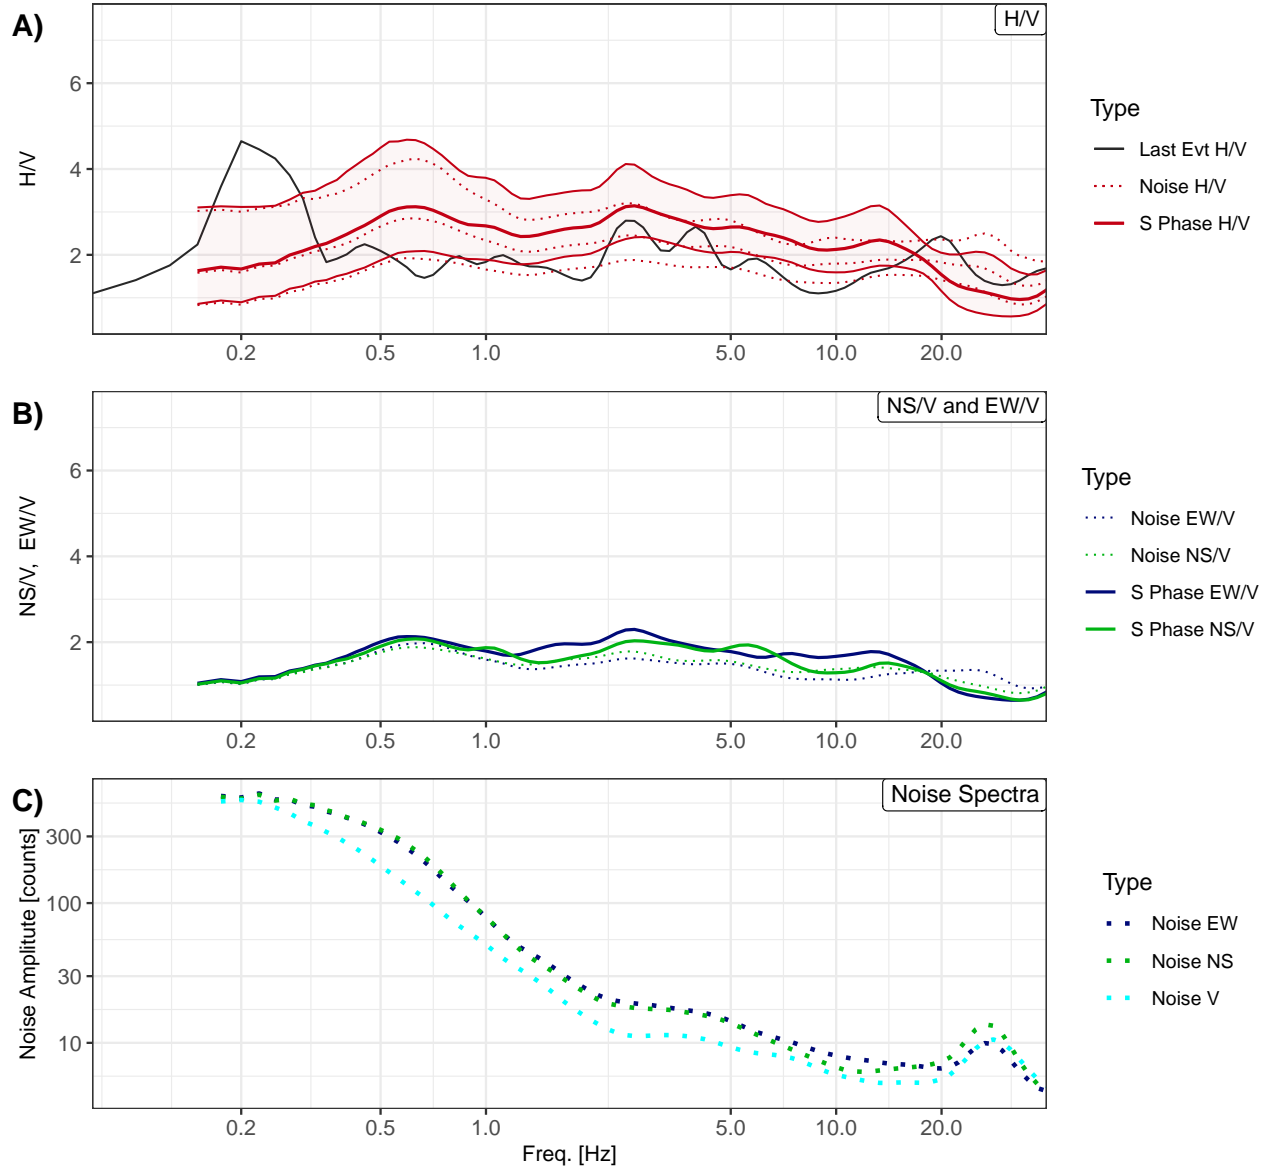 A)
H/V
6
4
2
H/V
0.2 0.5 1.0 5.0 10.0 20.0
Type
Last Evt H/V
Noise H/V
S Phase H/V
B)
NS/V and EW/V
6
4
2
NS/V, EW/V
0.2 0.5 1.0 5.0 10.0 20.0
Type
Noise EW/V
Noise NS/V
S Phase EW/V
S Phase NS/V
C)
Noise Spectra
300
100
30
10
Noise Amplitute [counts]
0.2 0.5 1.0 5.0 10.0 20.0
Freq. [Hz]
Type
Noise EW
Noise NS
Noise V